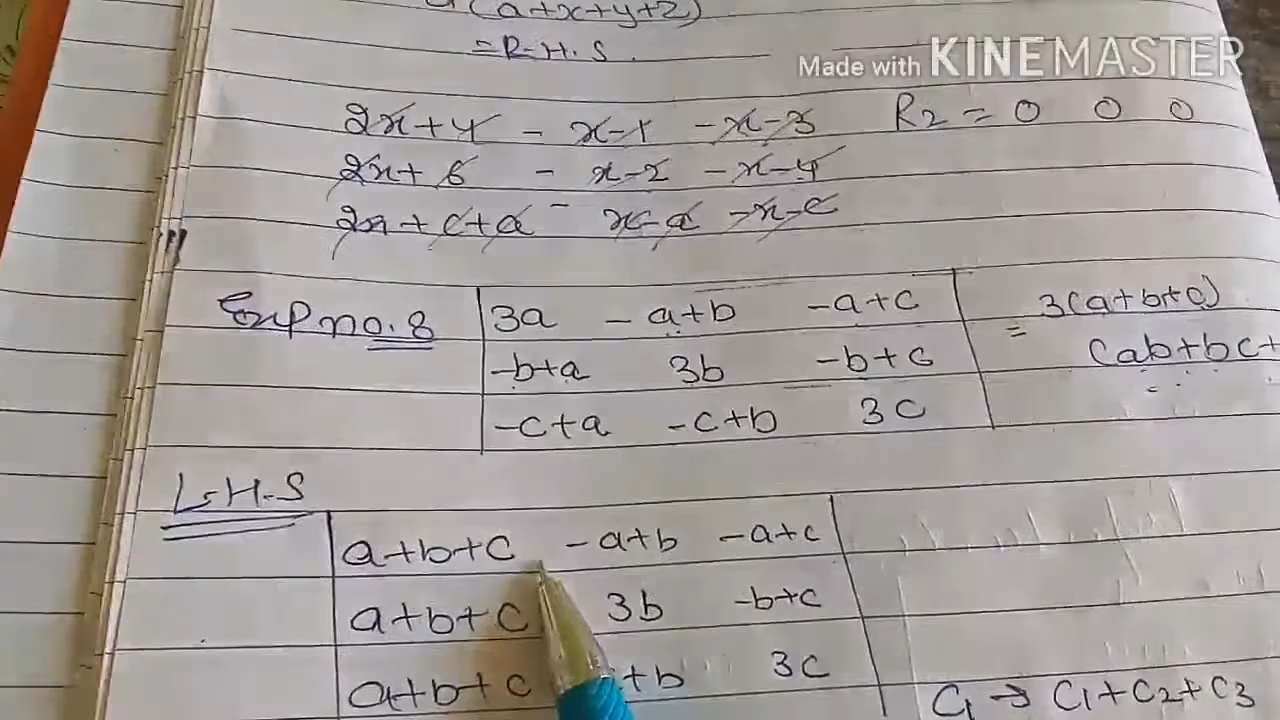 (a+x+y+z)
= R.H.S.
Made with KINEMASTER
2x+4 - x-1 -x-3 R2 = 0 0 0
2x+6 - x-2 -x-4
2x+c+a - x-a -x-c
Exp no. 8 | 3a -a+b -a+c | = 3(a+b+c)
-b+a 3b -b+c | (ab+bc+
-c+a -c+b 3c
L.H.S
a+b+c -a+b -a+c
a+b+c 3b -b+c
a+b+c +b 3c
C1 → C1+C2+C3